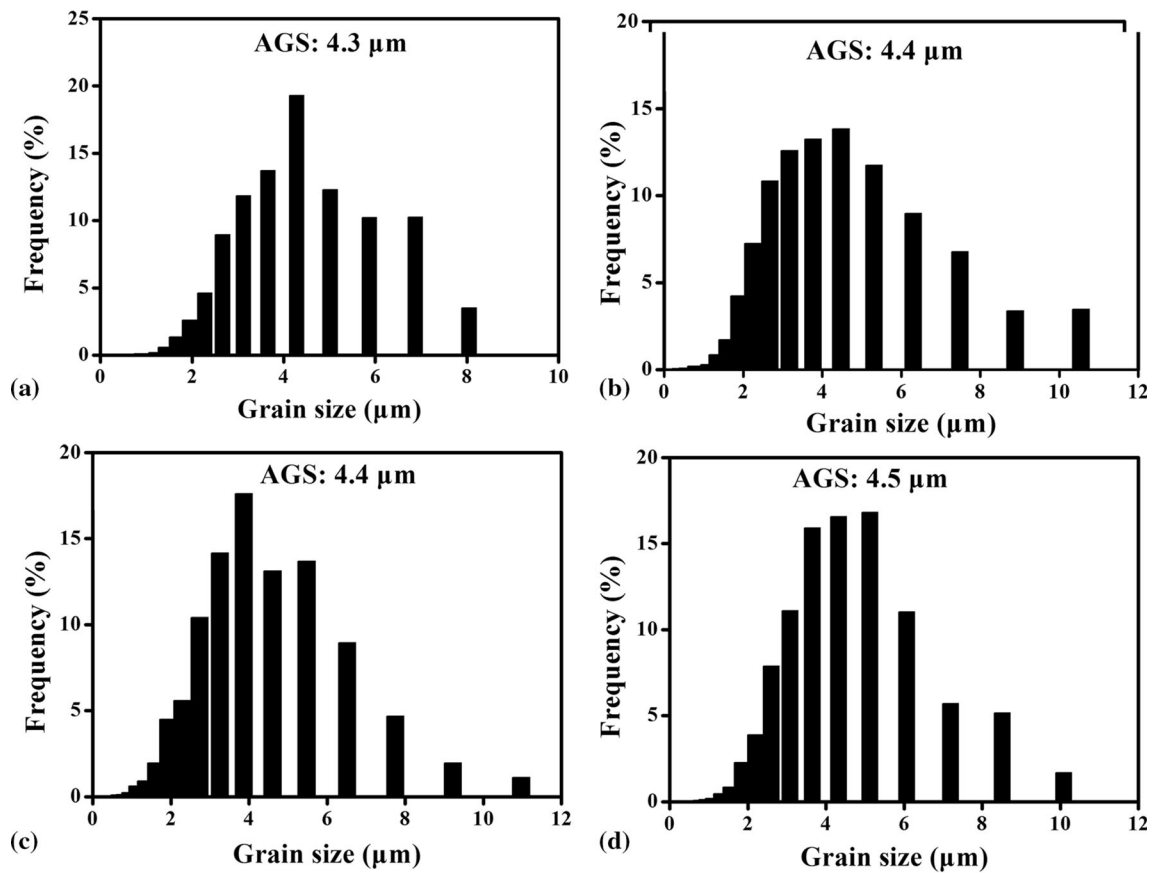 AGS: 4.3 µm
25
20
15
10
5
0
Frequency (%)
0 2 4 6 8 10
Grain size (µm)
(a)
AGS: 4.4 µm
20
15
10
5
0
Frequency (%)
0 2 4 6 8 10 12
Grain size (µm)
(b)
AGS: 4.4 µm
20
15
10
5
0
Frequency (%)
0 2 4 6 8 10 12
Grain size (µm)
(c)
AGS: 4.5 µm
20
15
10
5
0
Frequency (%)
0 2 4 6 8 10 12
Grain size (µm)
(d)